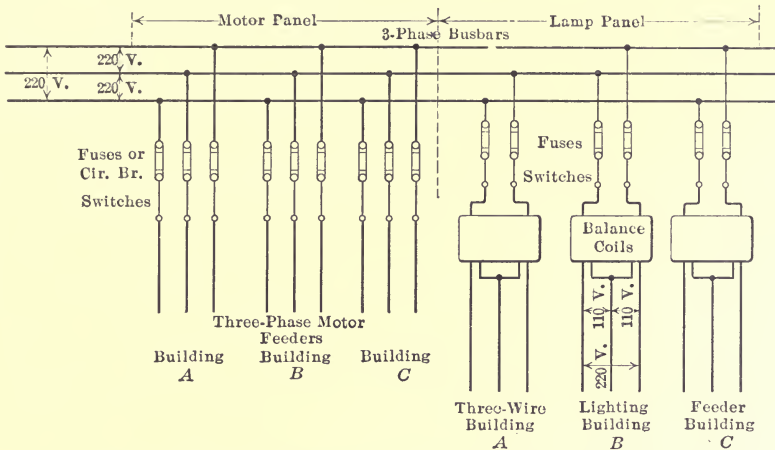 Motor Panel
Lamp Panel
3-Phase Busbars
220 V.
220 V.
220 V.
Fuses or
Cir. Br.
Switches
Fuses
Switches
Balance
Coils
110 V.
110 V.
220 V.
Three-Phase Motor
Feeders
Building
A
Building
B
Building
C
Three-Wire
Building
A
Lighting
Building
B
Feeder
Building
C